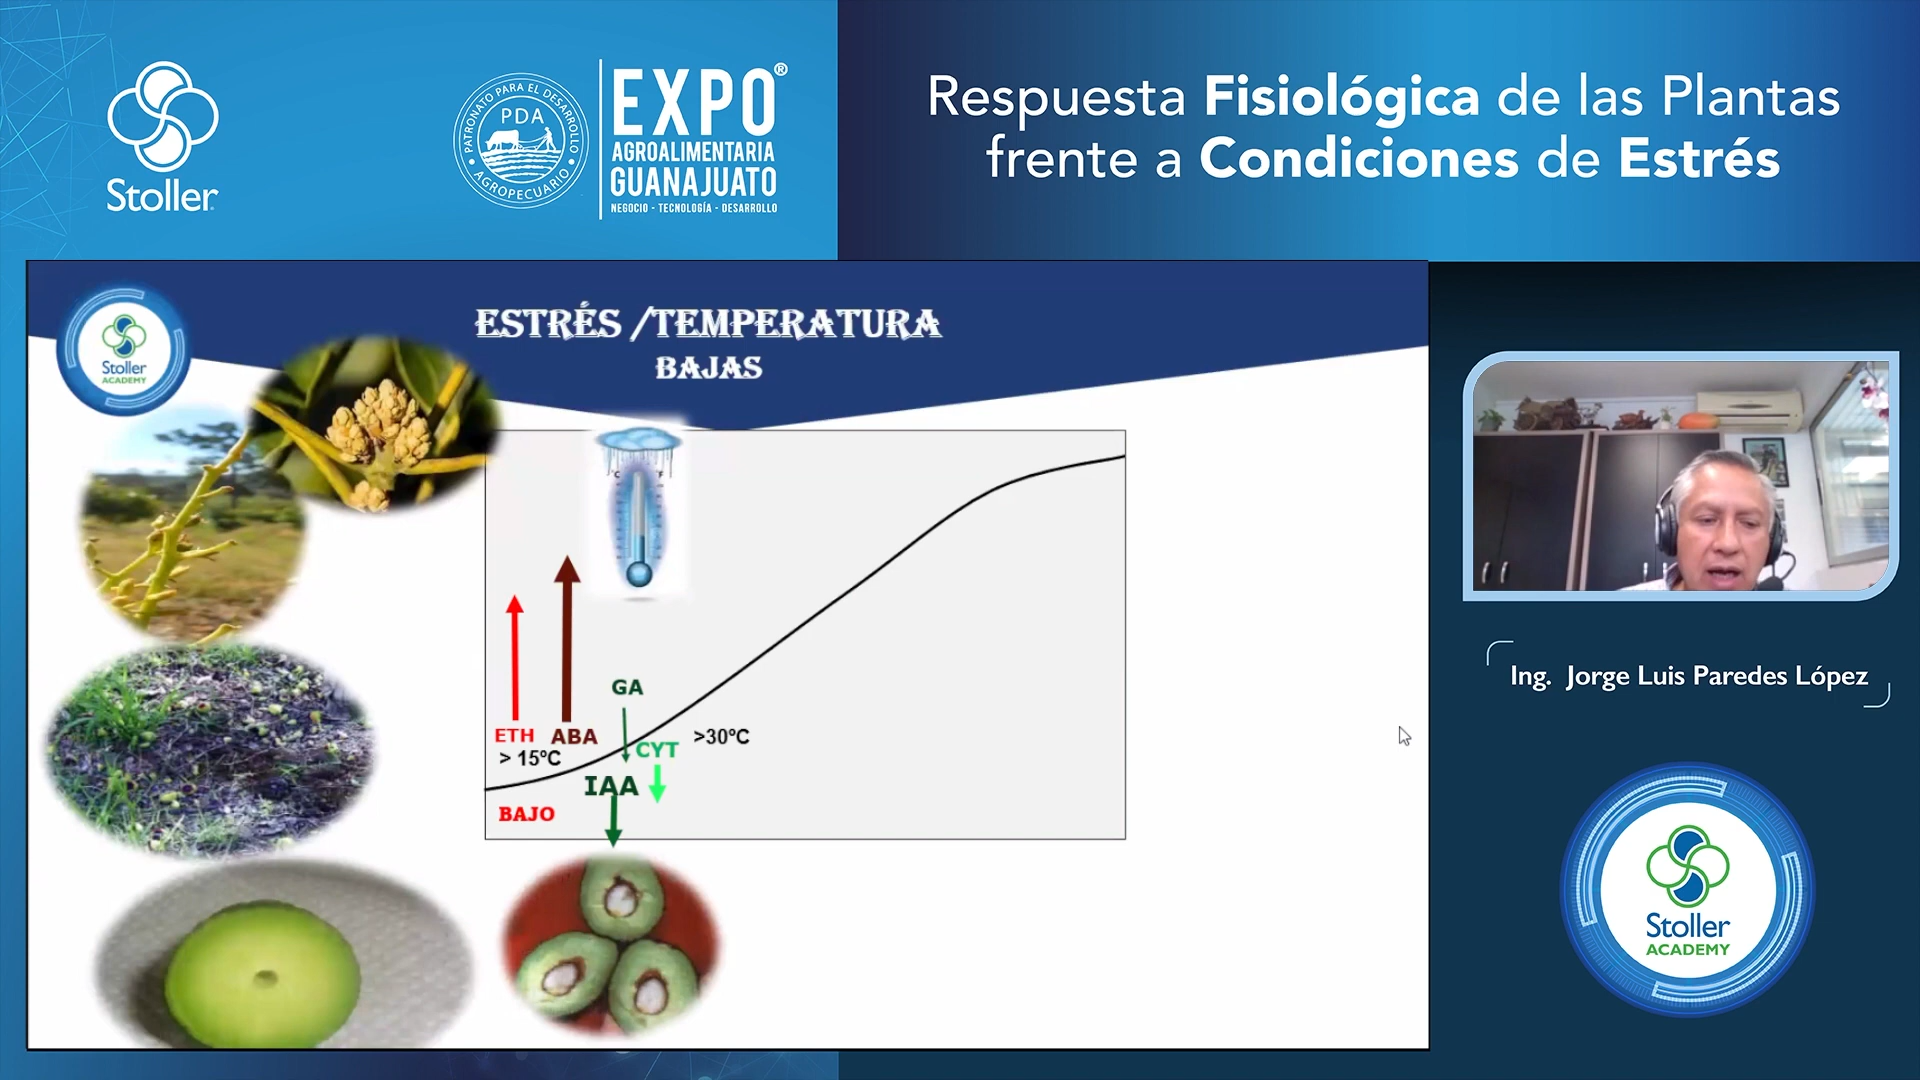 Stoller
PATRONATO PARA EL DESARROLLO
PDA
AGROPECUARIO
EXPO®
AGROALIMENTARIA
GUANAJUATO
NEGOCIO - TECNOLOGÍA - DESARROLLO
Respuesta Fisiológica de las Plantas
frente a Condiciones de Estrés
Stoller
ACADEMY
ESTRÉS /TEMPERATURA
BAJAS
°C
°F
GA
ETH
ABA
CYT
>30ºC
> 15ºC
IAA
BAJO
Ing. Jorge Luis Paredes López
Stoller
ACADEMY